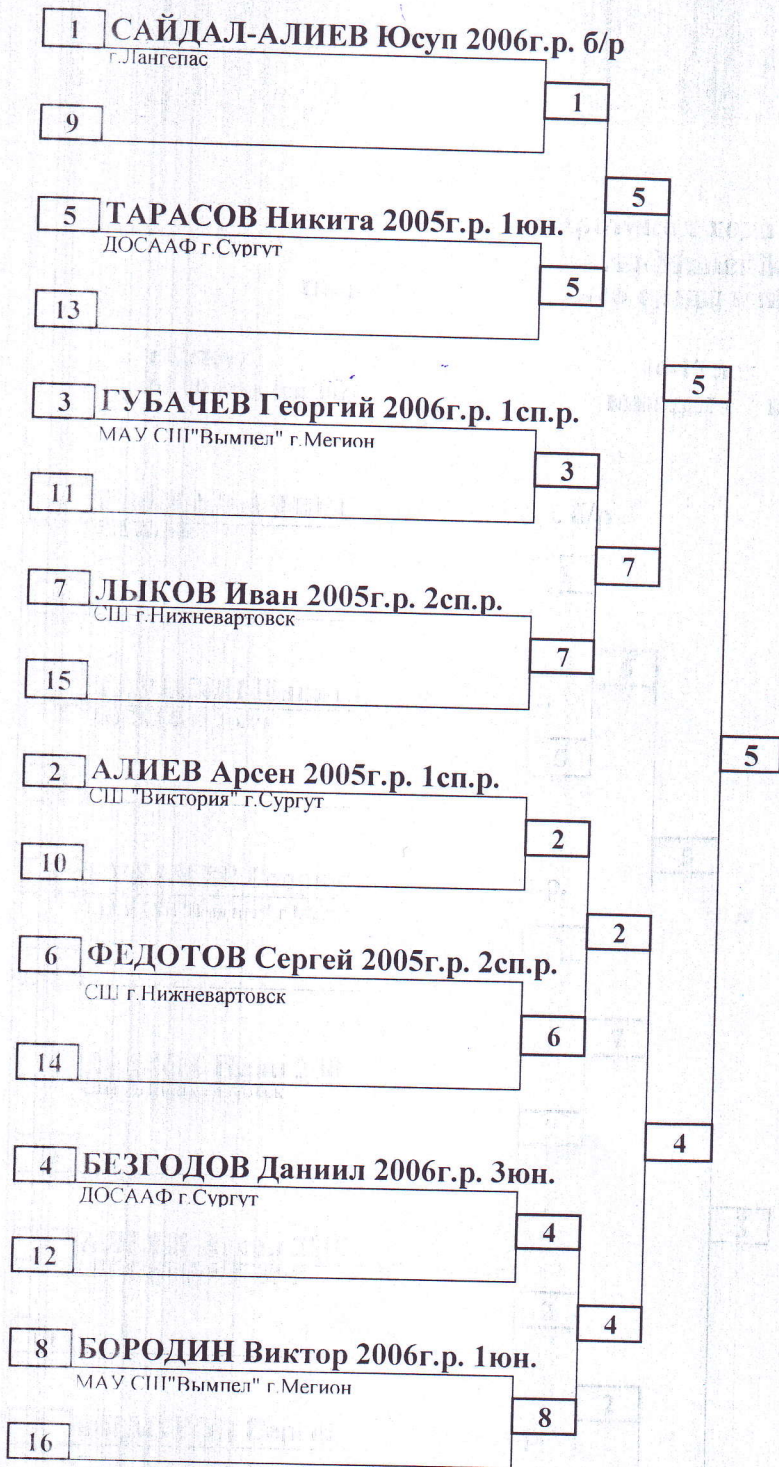 1 САЙДАЛ-АЛИЕВ Юсуп 2006г.р. б/р
г.Лангепас
1
9
5
5 ТАРАСОВ Никита 2005г.р. 1юн.
ДОСААФ г.Сургут
5
13
5
3 ГУБАЧЕВ Георгий 2006г.р. 1сп.р.
МАУ СШ"Вымпел" г.Мегион
3
11
7
7 ЛЫКОВ Иван 2005г.р. 2сп.р.
СШ г.Нижневартовск
7
15
5
2 АЛИЕВ Арсен 2005г.р. 1сп.р.
СШ "Виктория" г.Сургут
2
10
2
6 ФЕДОТОВ Сергей 2005г.р. 2сп.р.
СШ г.Нижневартовск
6
14
4
4 БЕЗГОДОВ Даниил 2006г.р. 3юн.
ДОСААФ г.Сургут
4
12
4
8 БОРОДИН Виктор 2006г.р. 1юн.
МАУ СШ"Вымпел" г.Мегион
8
16